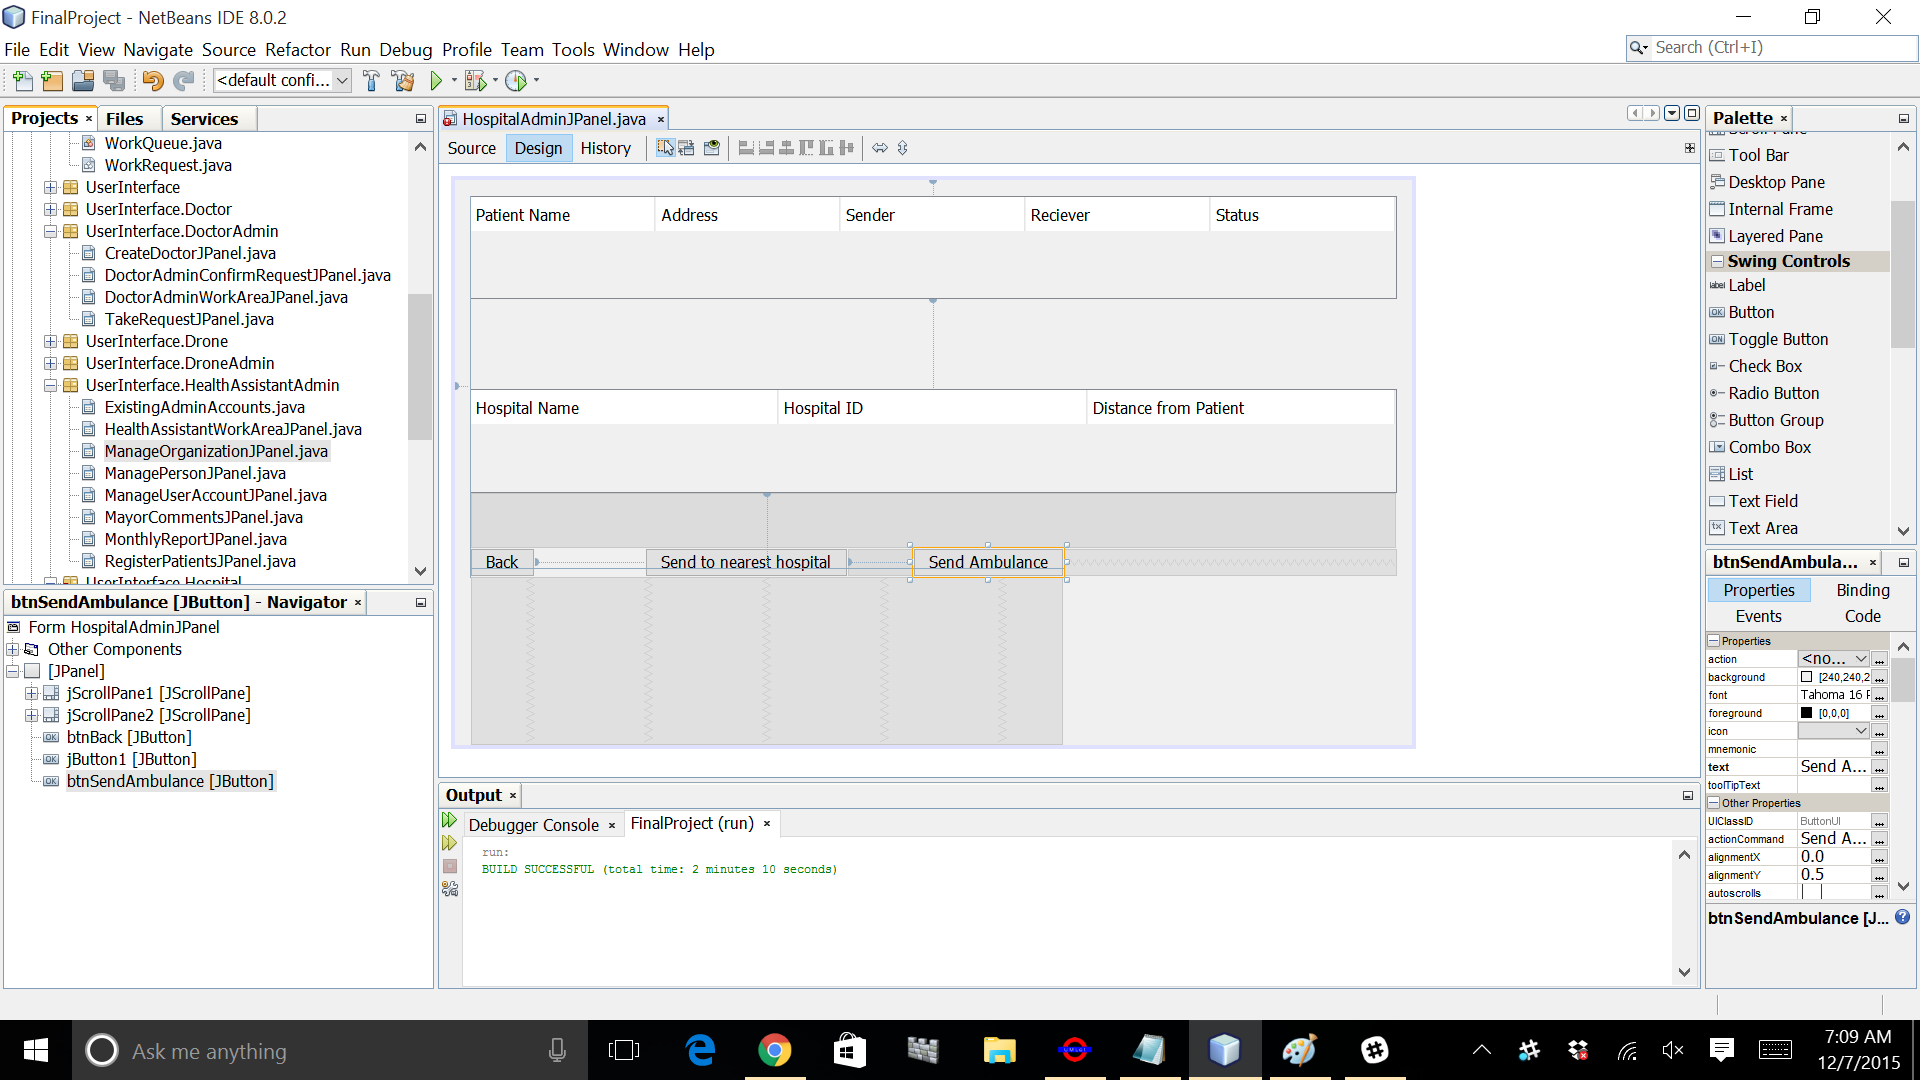 FinalProject - NetBeans IDE 8.0.2
File Edit View Navigate Source Refactor Run Debug Profile Team Tools Window Help
Search (Ctrl+I)
<default confi...
Projects
Files
Services
WorkQueue.java
WorkRequest.java
UserInterface
UserInterface.Doctor
UserInterface.DoctorAdmin
CreateDoctorJPanel.java
DoctorAdminConfirmRequestJPanel.java
DoctorAdminWorkAreaJPanel.java
TakeRequestJPanel.java
UserInterface.Drone
UserInterface.DroneAdmin
UserInterface.HealthAssistantAdmin
ExistingAdminAccounts.java
HealthAssistantWorkAreaJPanel.java
ManageOrganizationJPanel.java
ManagePersonJPanel.java
ManageUserAccountJPanel.java
MayorCommentsJPanel.java
MonthlyReportJPanel.java
RegisterPatientsJPanel.java
UserInterface.Hospital
btnSendAmbulance [JButton] - Navigator
Form HospitalAdminJPanel
Other Components
[JPanel]
jScrollPane1 [JScrollPane]
jScrollPane2 [JScrollPane]
btnBack [JButton]
jButton1 [JButton]
btnSendAmbulance [JButton]
HospitalAdminJPanel.java
Source Design History
Patient Name Address Sender Reciever Status
Hospital Name Hospital ID Distance from Patient
Back Send to nearest hospital Send Ambulance
Output
Debugger Console
FinalProject (run)
run:
BUILD SUCCESSFUL (total time: 2 minutes 10 seconds)
Palette
Scroll Pane
Tool Bar
Desktop Pane
Internal Frame
Layered Pane
Swing Controls
label Label
OK Button
ON Toggle Button
Check Box
Radio Button
Button Group
Combo Box
List
Text Field
Text Area
btnSendAmbula...
Properties Binding
Events Code
Properties
action <no...
background [240,240,2
font Tahoma 16 P
foreground [0,0,0]
icon
mnemonic
text Send A...
toolTipText
Other Properties
UIClassID ButtonUI
actionCommand Send A...
alignmentX 0.0
alignmentY 0.5
autoscrolls
btnSendAmbulance [J...
Ask me anything
UMLet
7:09 AM
12/7/2015